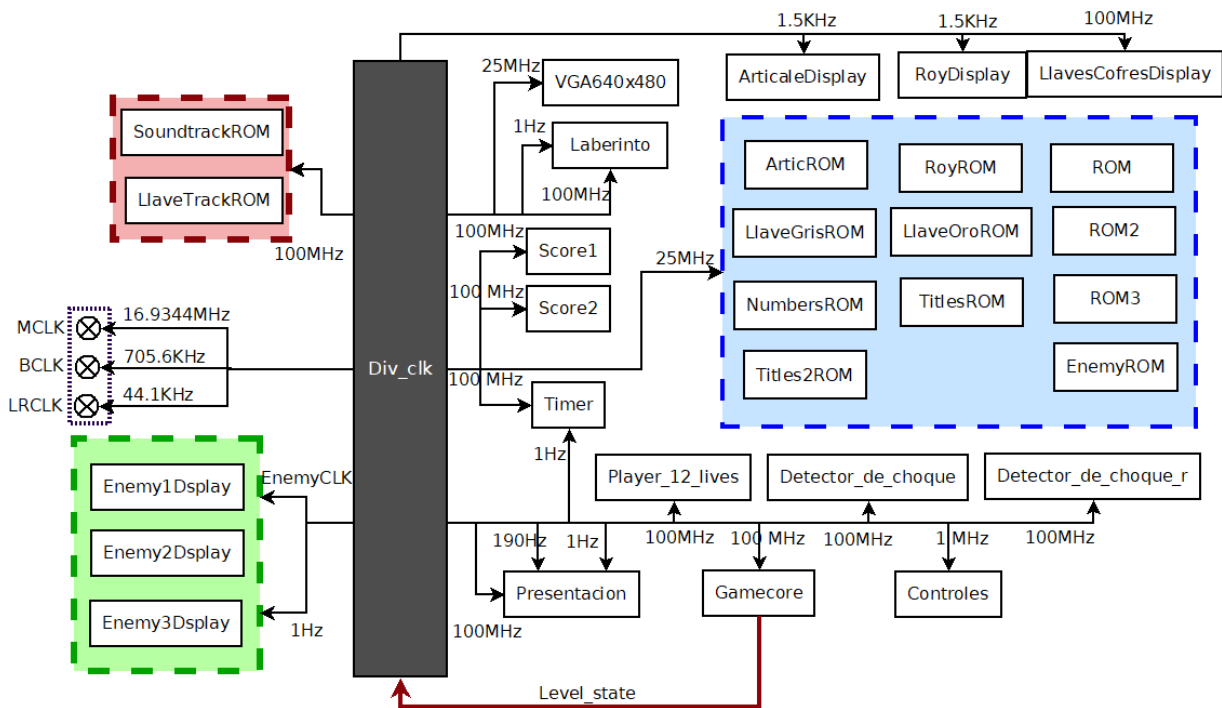 1.5KHz
1.5KHz
100MHz
ArticaleDisplay
RoyDisplay
LlavesCofresDisplay
25MHz
VGA640x480
SoundtrackROM
LlaveTrackROM
100MHz
1Hz
Laberinto
100MHz
100MHz
Score1
100 MHz
Score2
25MHz
ArticROM
RoyROM
ROM
LlaveGrisROM
LlaveOroROM
ROM2
NumbersROM
TitlesROM
ROM3
Titles2ROM
EnemyROM
MCLK
16.9344MHz
BCLK
705.6KHz
LRCLK
44.1KHz
Div_clk
100 MHz
Timer
1Hz
Enemy1Dsplay
EnemyCLK
Enemy2Dsplay
Enemy3Dsplay
1Hz
Player_12_lives
Detector_de_choque
Detector_de_choque_r
190Hz
1Hz
100MHz
100 MHz
100MHz
1 MHz
100MHz
Presentacion
Gamecore
Controles
100MHz
Level_state